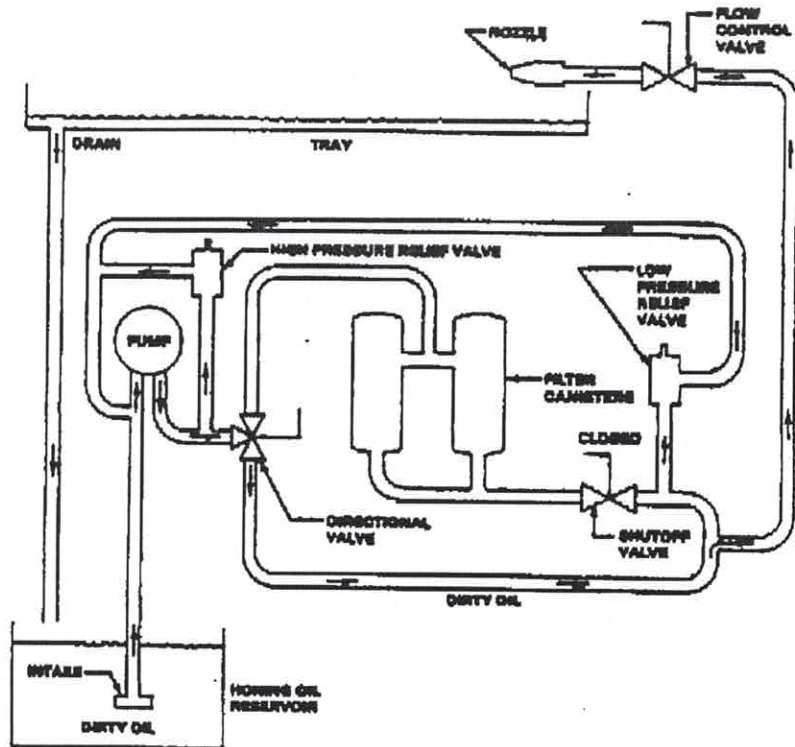 NOZZLE
FLOW
CONTROL
VALVE
DRAIN
TRAY
HIGH PRESSURE RELIEF VALVE
LOW
PRESSURE
RELIEF
VALVE
PUMP
FILTER
CANISTERS
CLOSED
DIRECTIONAL
VALVE
SHUTOFF
VALVE
DIRTY OIL
INTAKE
HONING OIL
RESERVOIR
DIRTY OIL